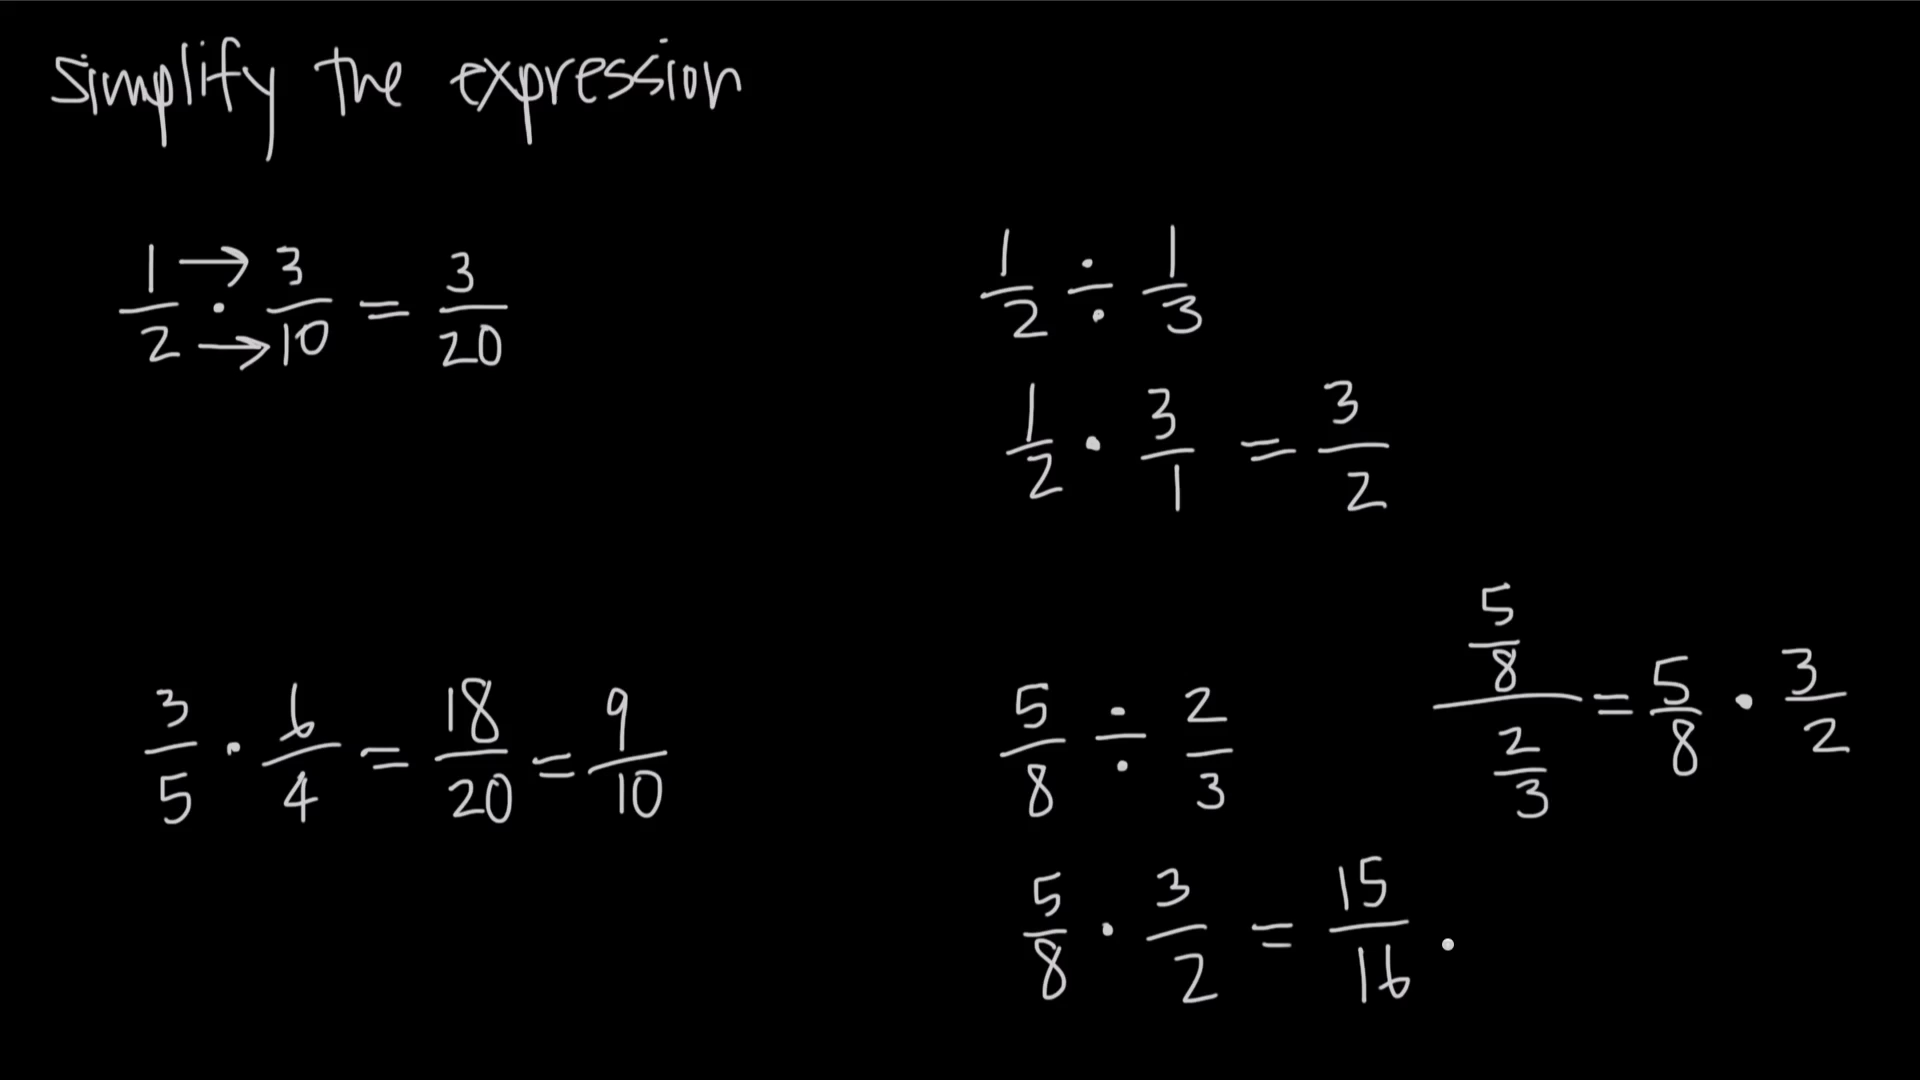 Simplify the expression
1/2 → → · 3/10 = 3/20
1/2 ÷ 1/3
1/2 · 3/1 = 3/2
3/5 · 6/4 = 18/20 = 9/10
5/8 ÷ 2/3
(5/8)/(2/3) = 5/8 · 3/2
5/8 · 3/2 = 15/16